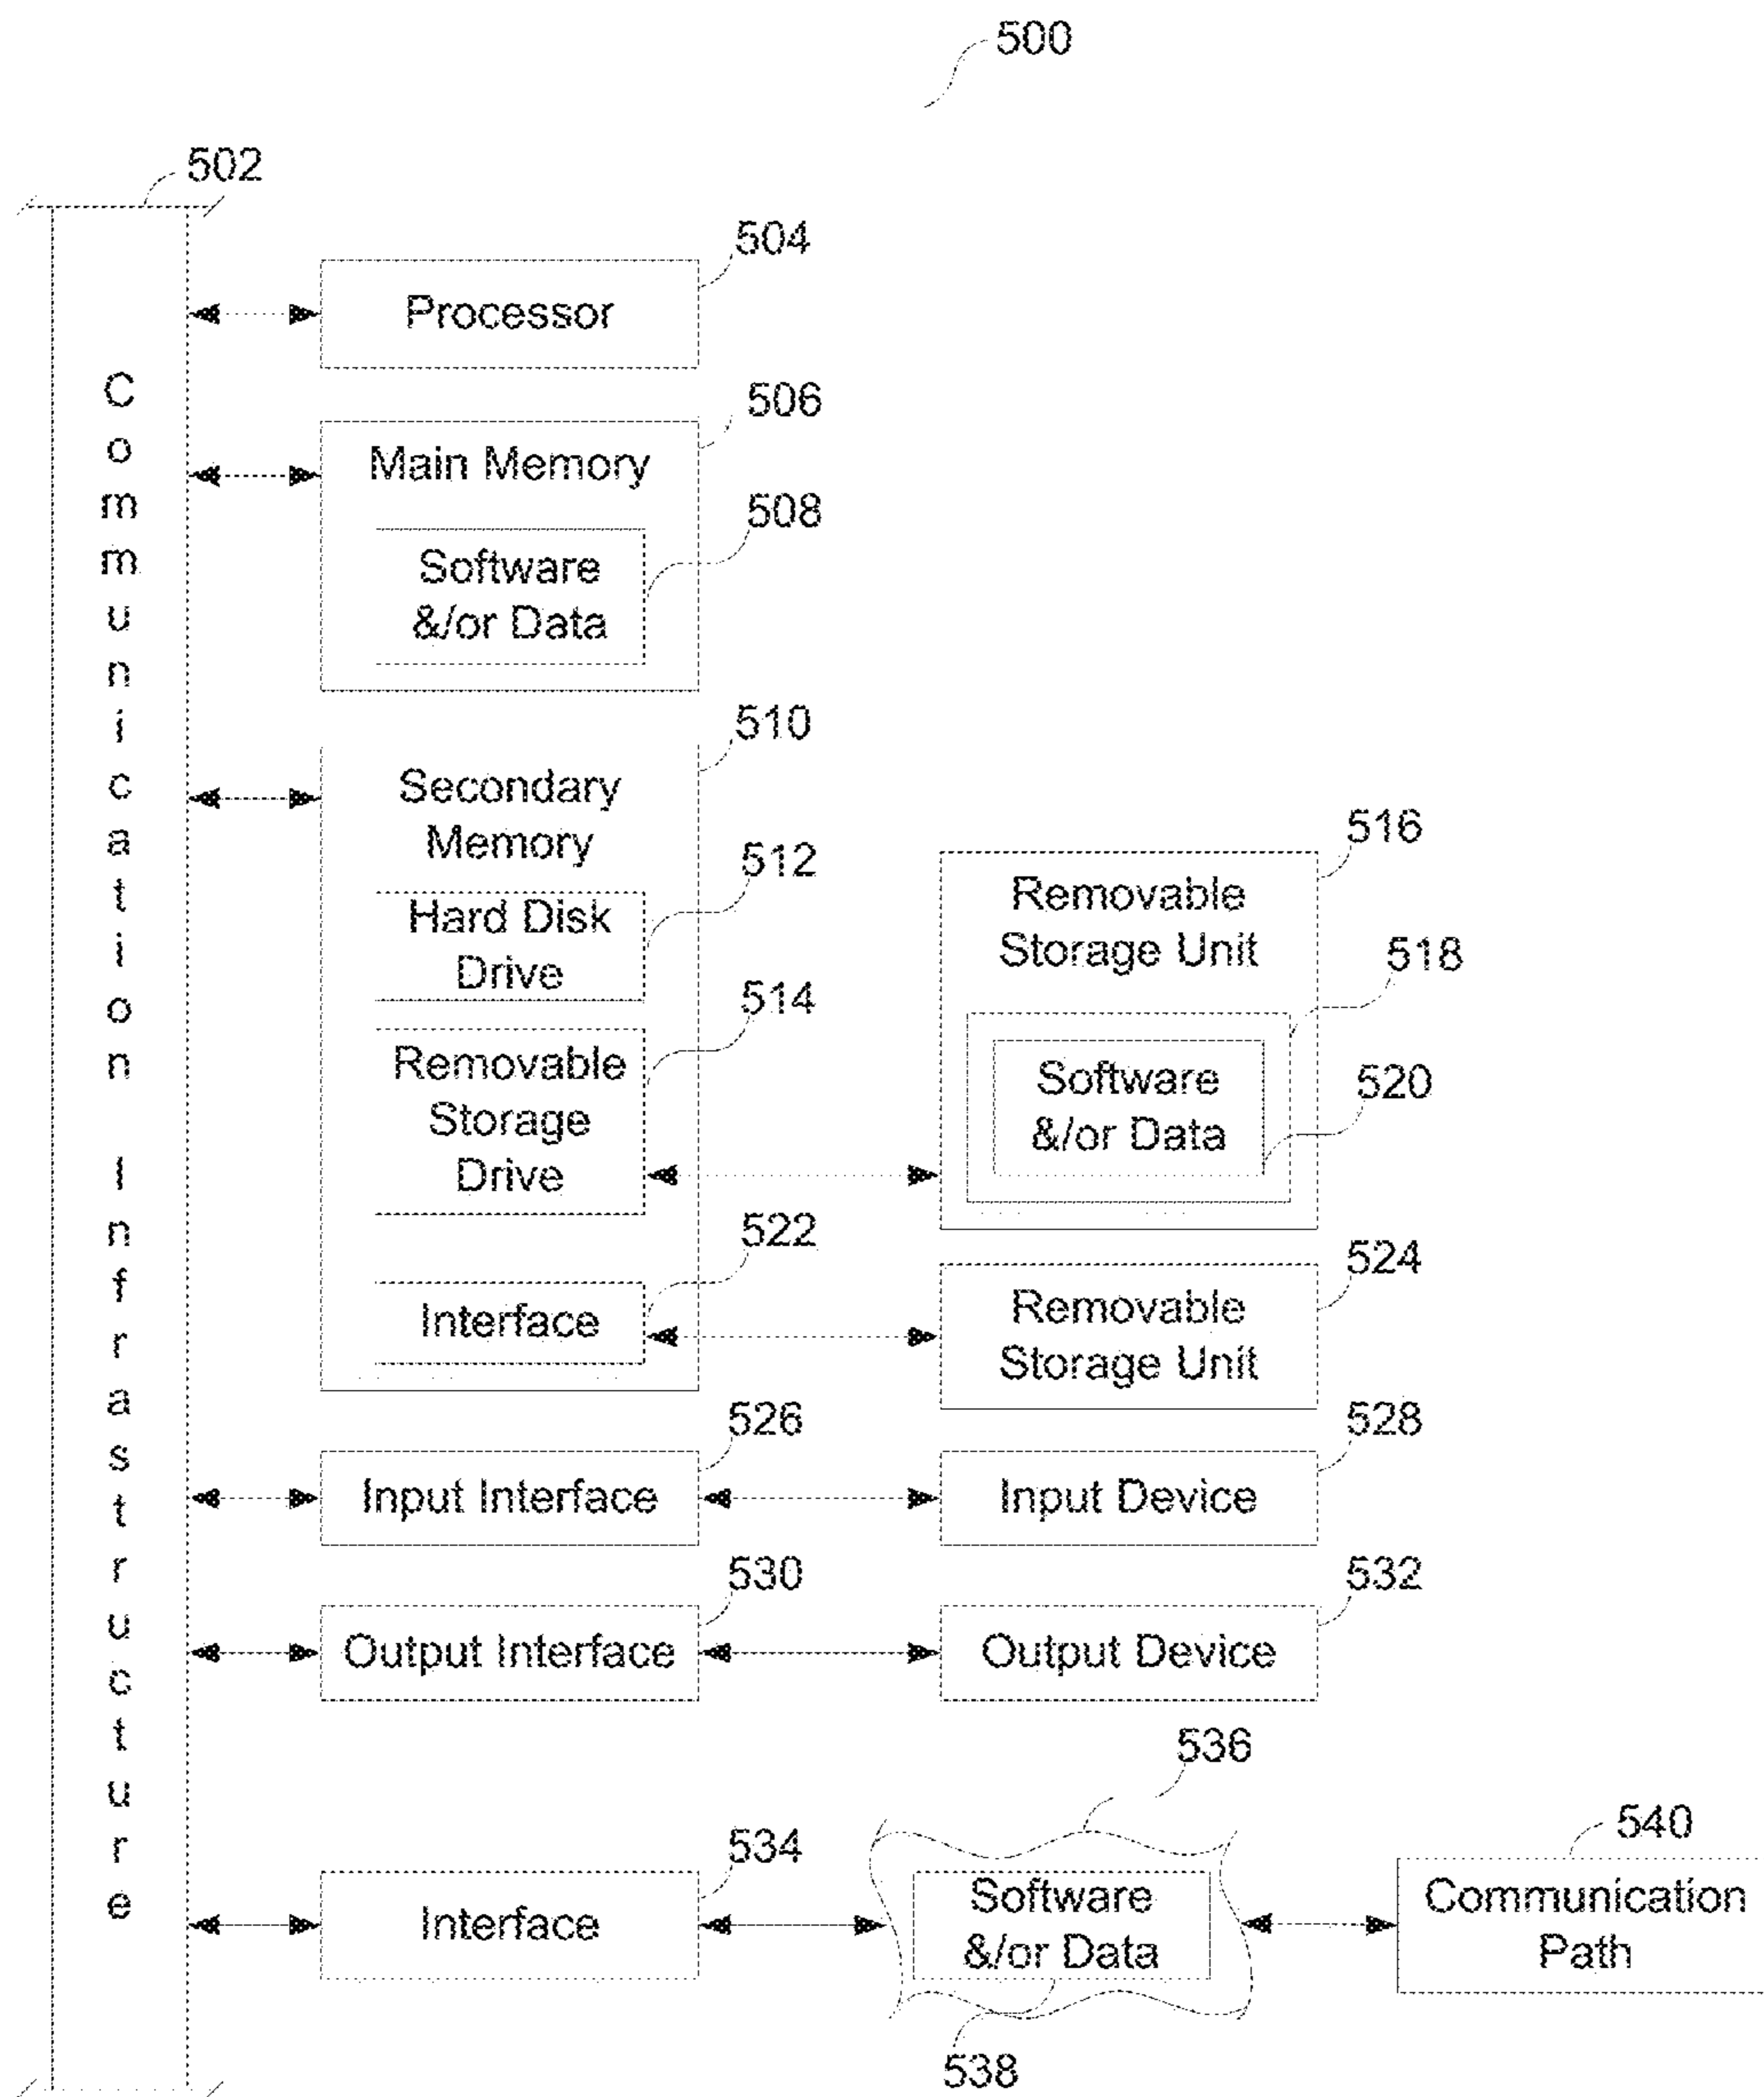 500
502
504
Processor
506
Main Memory
508
Software
&/or Data
510
Secondary
Memory
512
Hard Disk
Drive
514
Removable
Storage
Drive
516
Removable
Storage Unit
518
Software
&/or Data
520
522
Interface
524
Removable
Storage Unit
526
Input Interface
528
Input Device
530
Output Interface
532
Output Device
534
Interface
536
Software
&/or Data
538
540
Communication
Path
Communication Infrastructure